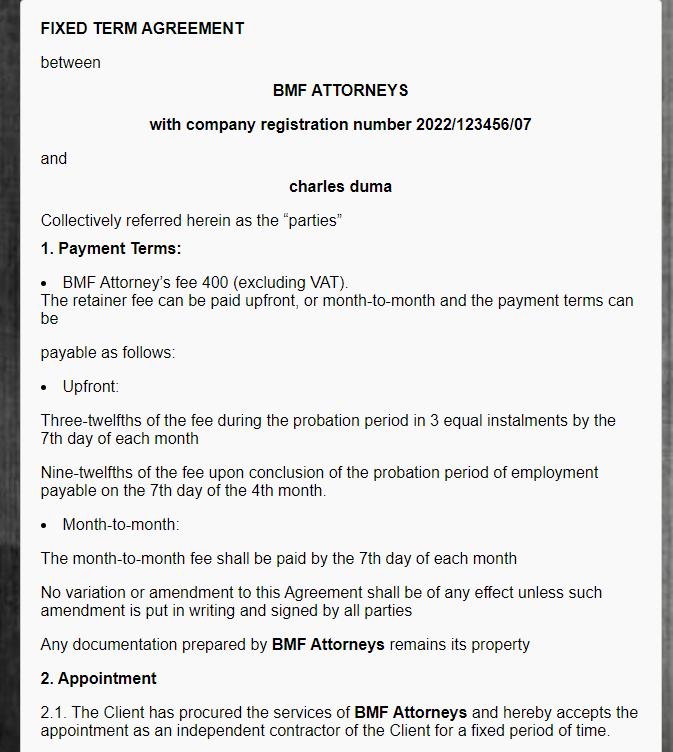 FIXED TERM AGREEMENT
between
BMF ATTORNEYS
with company registration number 2022/123456/07
and
charles duma
Collectively referred herein as the “parties”
1. Payment Terms:
• BMF Attorney’s fee 400 (excluding VAT).
The retainer fee can be paid upfront, or month-to-month and the payment terms can
be
payable as follows:
• Upfront:
Three-twelfths of the fee during the probation period in 3 equal instalments by the
7th day of each month
Nine-twelfths of the fee upon conclusion of the probation period of employment
payable on the 7th day of the 4th month.
• Month-to-month:
The month-to-month fee shall be paid by the 7th day of each month
No variation or amendment to this Agreement shall be of any effect unless such
amendment is put in writing and signed by all parties
Any documentation prepared by BMF Attorneys remains its property
2. Appointment
2.1. The Client has procured the services of BMF Attorneys and hereby accepts the
appointment as an independent contractor of the Client for a fixed period of time.